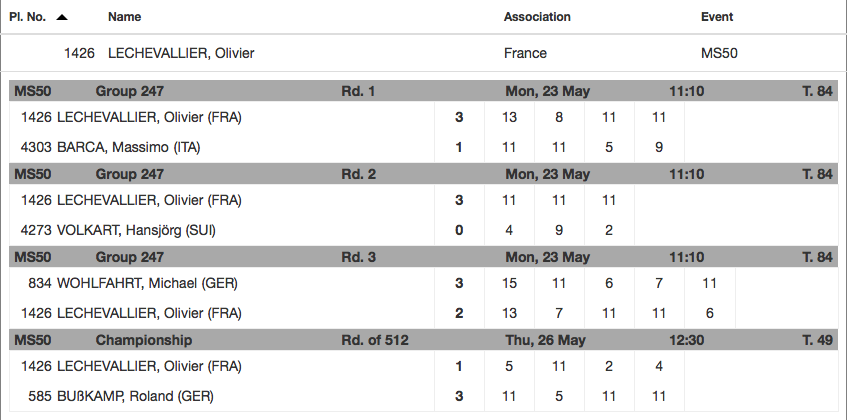 Pl. No. Name Association Event
1426 LECHEVALLIER, Olivier France MS50
MS50 Group 247 Rd. 1 Mon, 23 May 11:10 T. 84
1426 LECHEVALLIER, Olivier (FRA) 3 13 8 11 11
4303 BARCA, Massimo (ITA) 1 11 11 5 9
MS50 Group 247 Rd. 2 Mon, 23 May 11:10 T. 84
1426 LECHEVALLIER, Olivier (FRA) 3 11 11 11
4273 VOLKART, Hansjörg (SUI) 0 4 9 2
MS50 Group 247 Rd. 3 Mon, 23 May 11:10 T. 84
834 WOHLFAHRT, Michael (GER) 3 15 11 6 7 11
1426 LECHEVALLIER, Olivier (FRA) 2 13 7 11 11 6
MS50 Championship Rd. of 512 Thu, 26 May 12:30 T. 49
1426 LECHEVALLIER, Olivier (FRA) 1 5 11 2 4
585 BUßKAMP, Roland (GER) 3 11 5 11 11